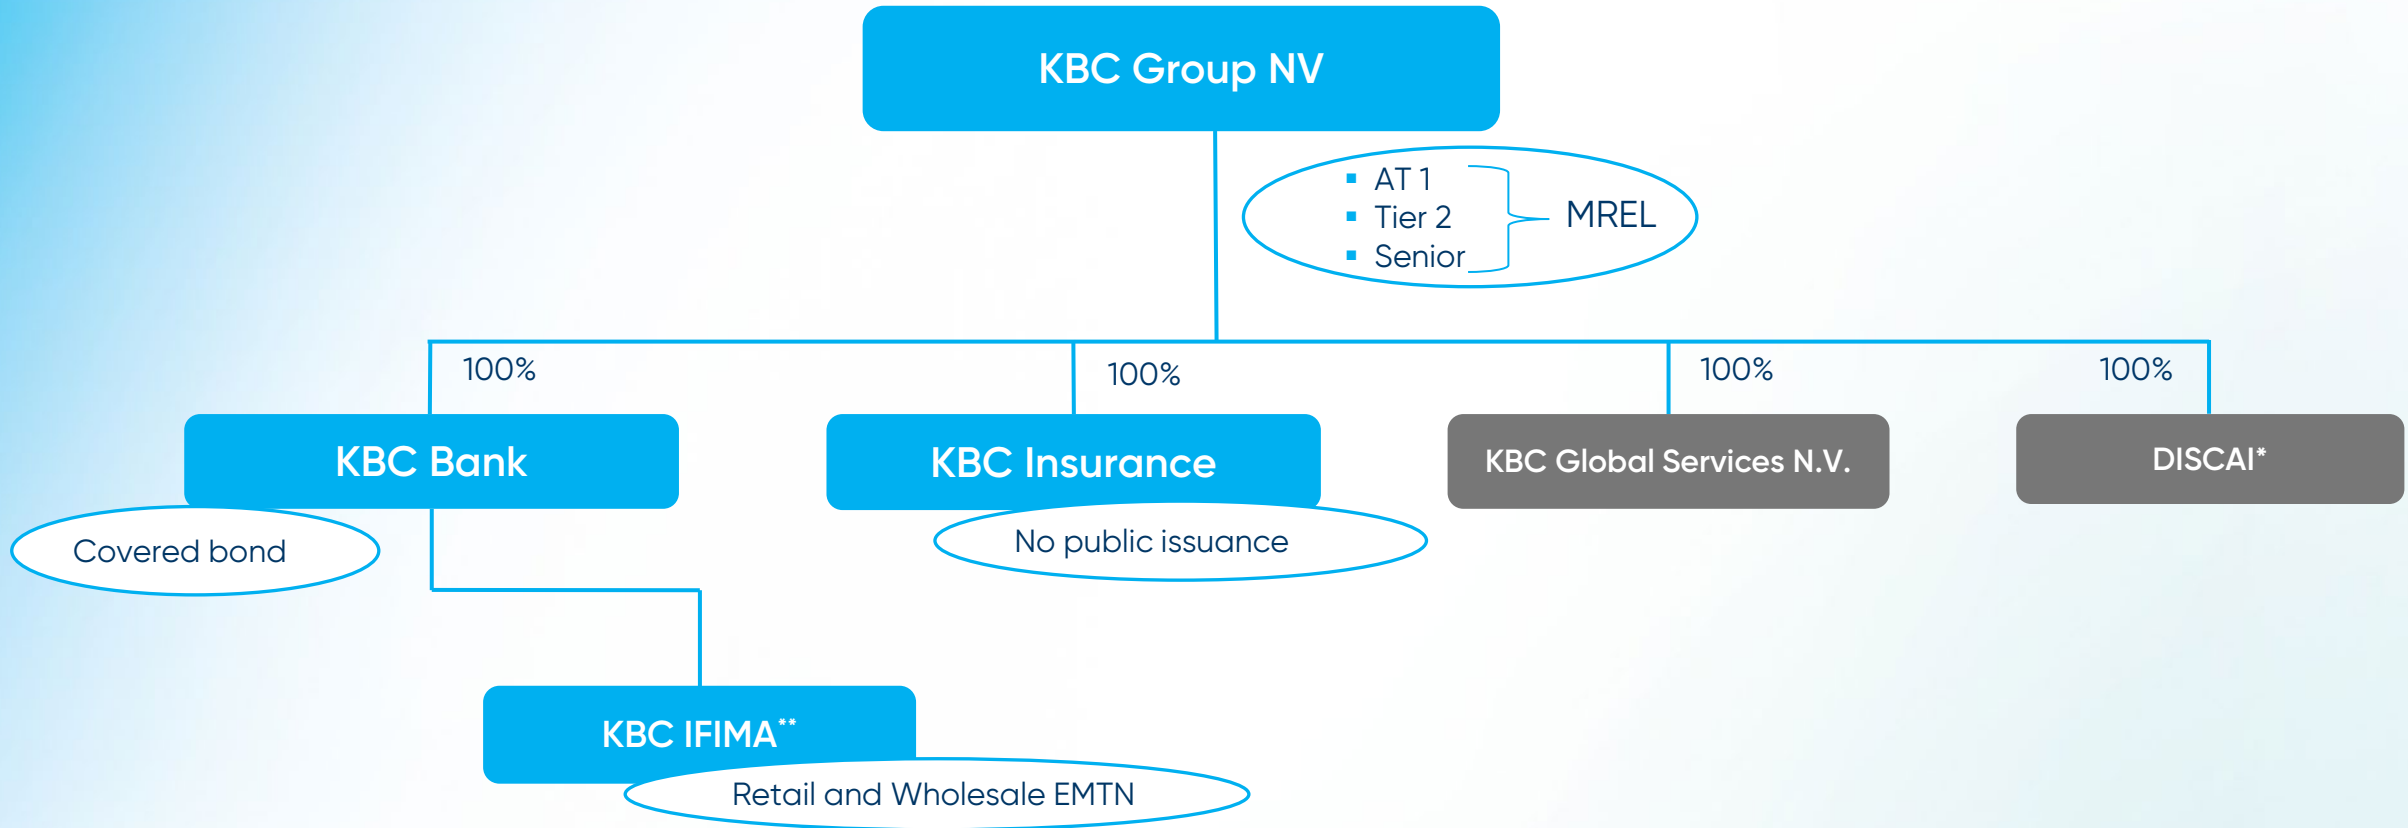 KBC Group NV
▪ AT 1
▪ Tier 2
▪ Senior
MREL
100%
100%
100%
100%
KBC Bank
KBC Insurance
KBC Global Services N.V.
DISCAI*
Covered bond
No public issuance
KBC IFIMA**
Retail and Wholesale EMTN